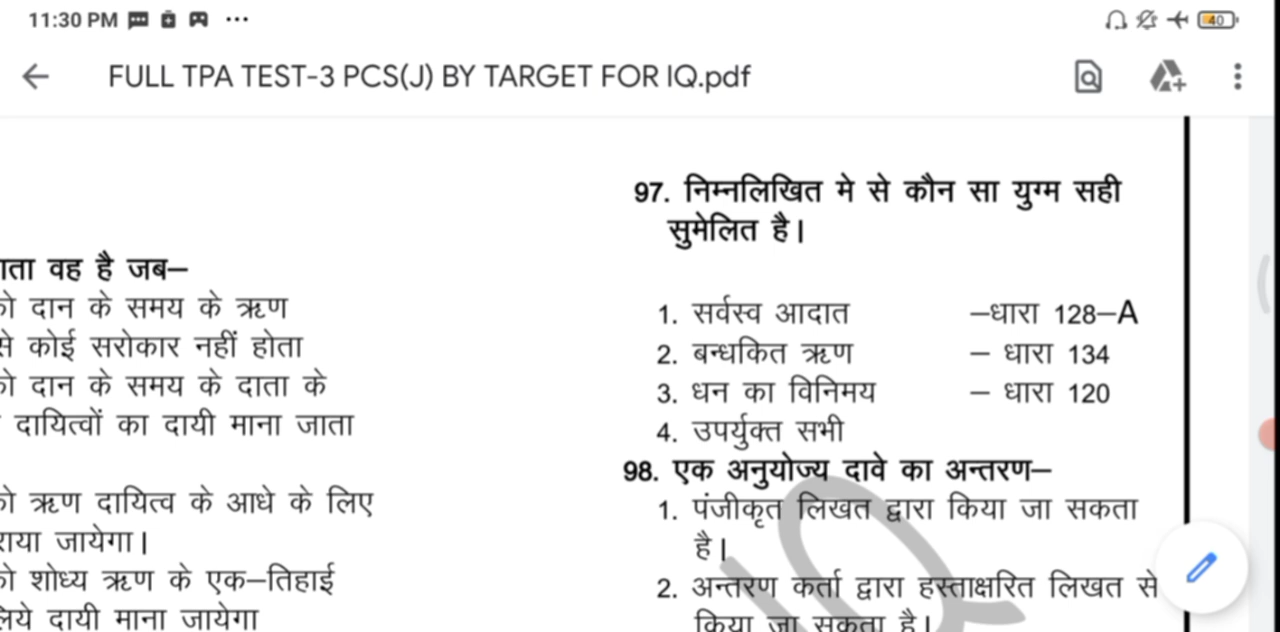 11:30 PM
40
FULL TPA TEST-3 PCS(J) BY TARGET FOR IQ.pdf
वह है जब–
दान के समय के ऋण
कोई सरोकार नहीं होता
दान के समय के दाता के
दायित्वों का दायी माना जाता
ऋण दायित्व के आधे के लिए
जायेगा।
शोध्य ऋण के एक–तिहाई
दायी माना जायेगा
97. निम्नलिखित मे से कौन सा युग्म सही
सुमेलित है।
1. सर्वस्व आदात –धारा 128–A
2. बन्धकित ऋण – धारा 134
3. धन का विनिमय – धारा 120
4. उपर्युक्त सभी
98. एक अनुयोज्य दावे का अन्तरण–
1. पंजीकृत लिखत द्वारा किया जा सकता
है।
2. अन्तरण कर्ता द्वारा हस्ताक्षरित लिखत से
किया जा सकता है।